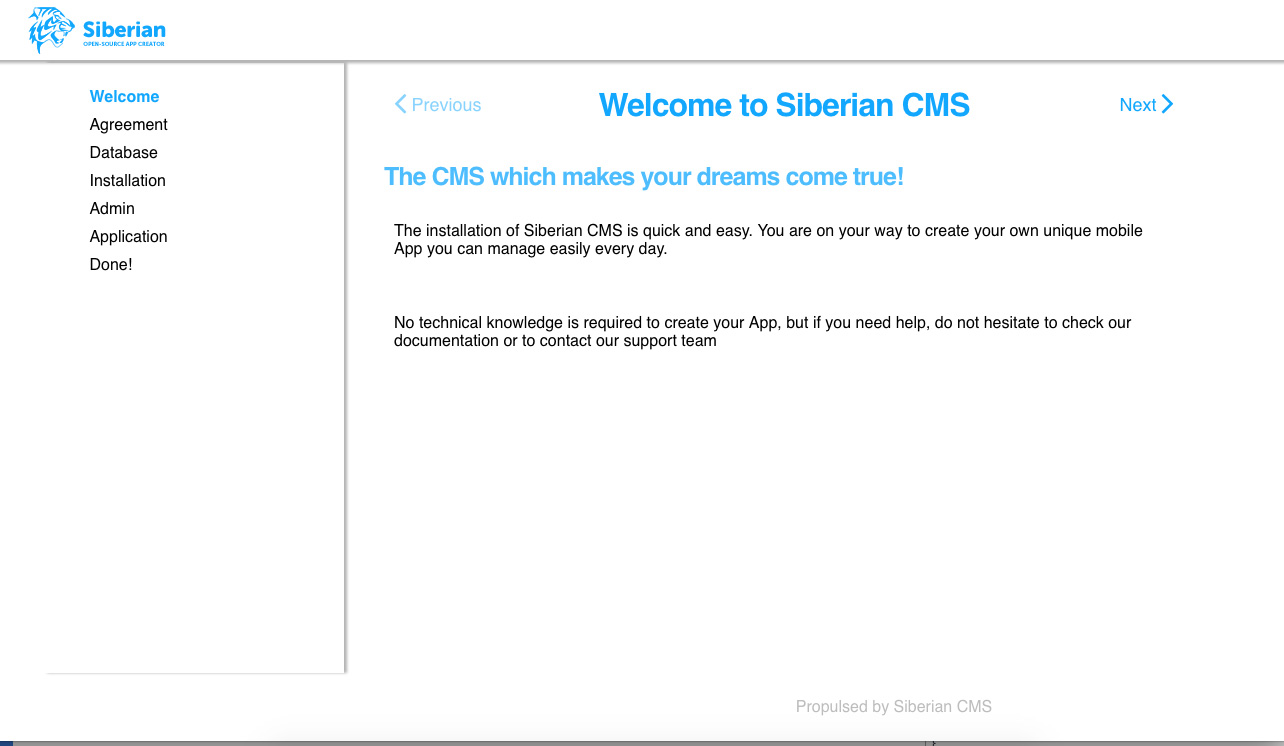 Siberian
OPEN-SOURCE APP CREATOR
Welcome
Agreement
Database
Installation
Admin
Application
Done!
Previous
Welcome to Siberian CMS
Next
The CMS which makes your dreams come true!
The installation of Siberian CMS is quick and easy. You are on your way to create your own unique mobile
App you can manage easily every day.
No technical knowledge is required to create your App, but if you need help, do not hesitate to check our
documentation or to contact our support team
Propulsed by Siberian CMS